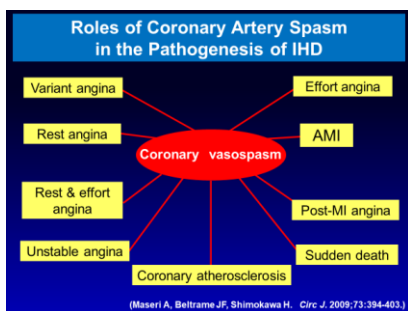 Roles of Coronary Artery Spasm
in the Pathogenesis of IHD
Variant angina
Effort angina
Rest angina
AMI
Coronary vasospasm
Rest & effort
angina
Post-MI angina
Unstable angina
Sudden death
Coronary atherosclerosis
(Maseri A, Beltrame JF, Shimokawa H. Circ J. 2009;73:394-403.)